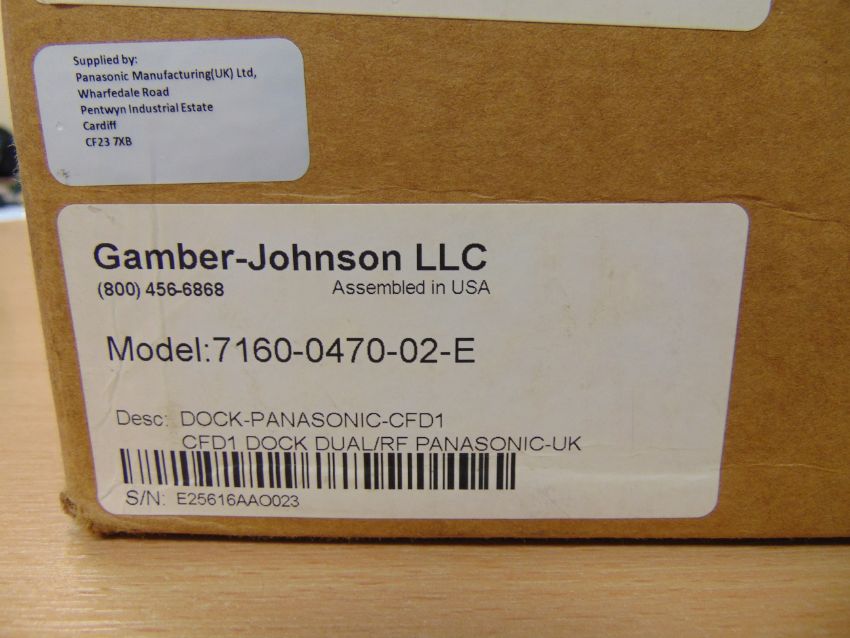 Supplied by:
Panasonic Manufacturing(UK) Ltd,
Wharfedale Road
Pentwyn Industrial Estate
Cardiff
CF23 7XB
Gamber-Johnson LLC
(800) 456-6868 Assembled in USA
Model:7160-0470-02-E
Desc: DOCK-PANASONIC-CFD1
CFD1 DOCK DUAL/RF PANASONIC-UK
S/N: E25616AAO023